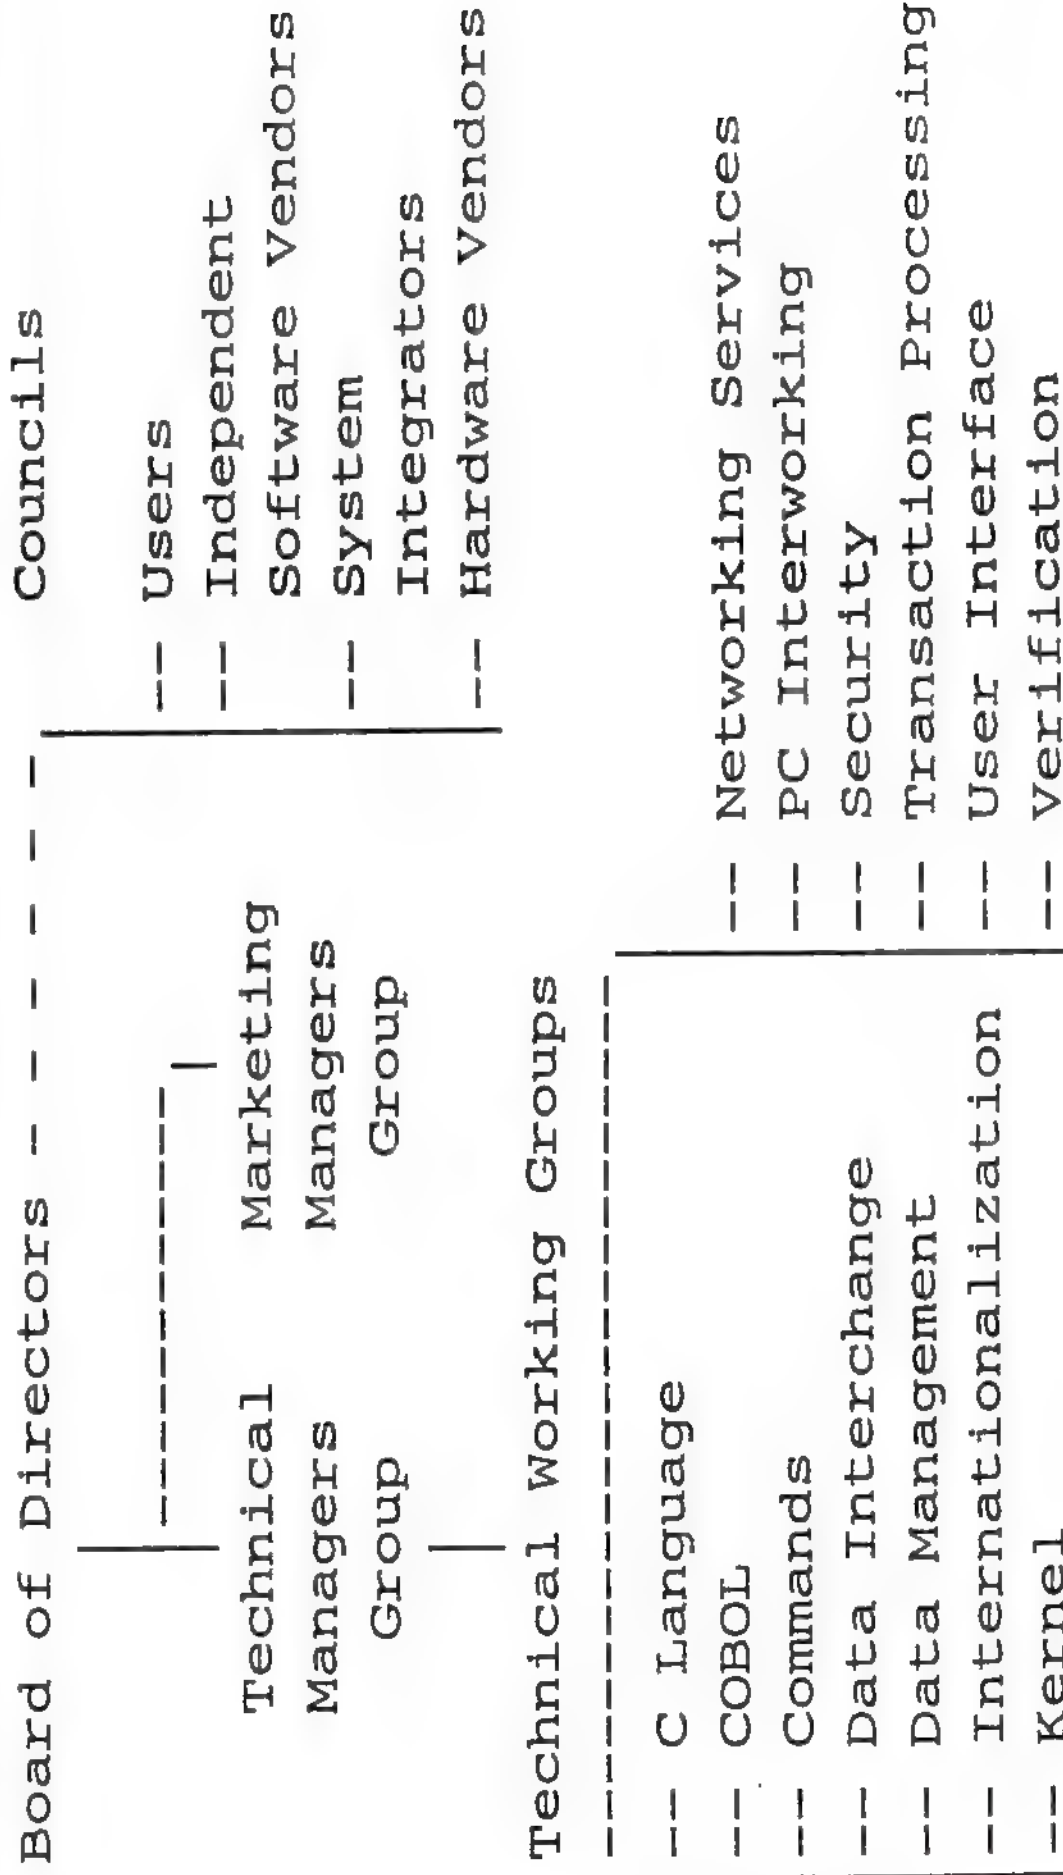 Board of Directors
Councils
-- Users
-- Independent
Software Vendors
-- System
Integrators
-- Hardware Vendors
Technical
Managers
Group
Marketing
Managers
Group
Technical Working Groups
-- C Language
-- COBOL
-- Commands
-- Data Interchange
-- Data Management
-- Internationalization
-- Kernel
-- Networking Services
-- PC Interworking
-- Security
-- Transaction Processing
-- User Interface
-- Verification